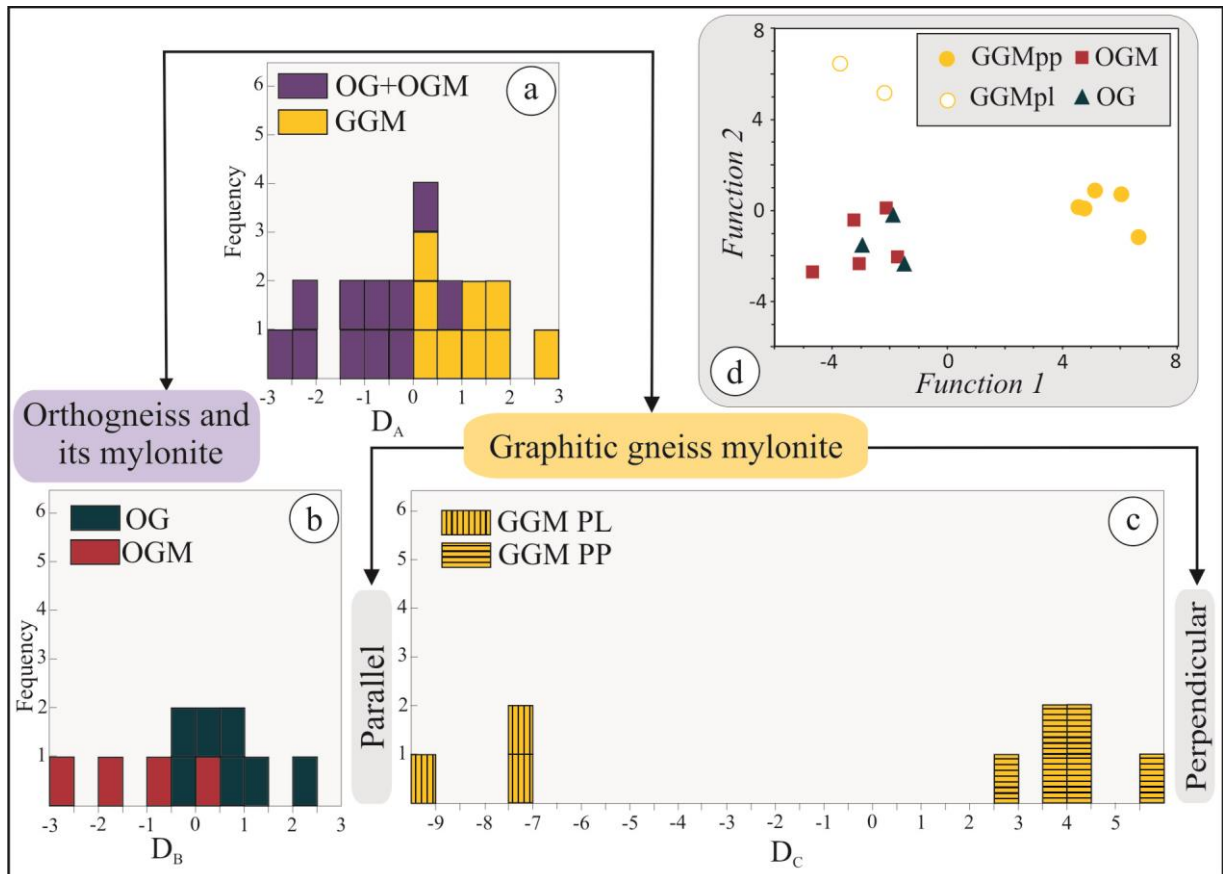 a
OG+OGM
GGM
Fequency
6
5
4
3
2
1
-3 -2 -1 0 1 2 3
D_A
8
4
0
-4
Function 2
GGMpp OGM
GGMpl OG
-4 0 4 8
Function 1
d
Orthogneiss and
its mylonite
Graphitic gneiss mylonite
b
OG
OGM
Fequency
6
5
4
3
2
1
-3 -2 -1 0 1 2 3
D_B
Parallel
c
GGM PL
GGM PP
6
5
4
3
2
1
-9 -8 -7 -6 -5 -4 -3 -2 -1 0 1 2 3 4 5
D_C
Perpendicular